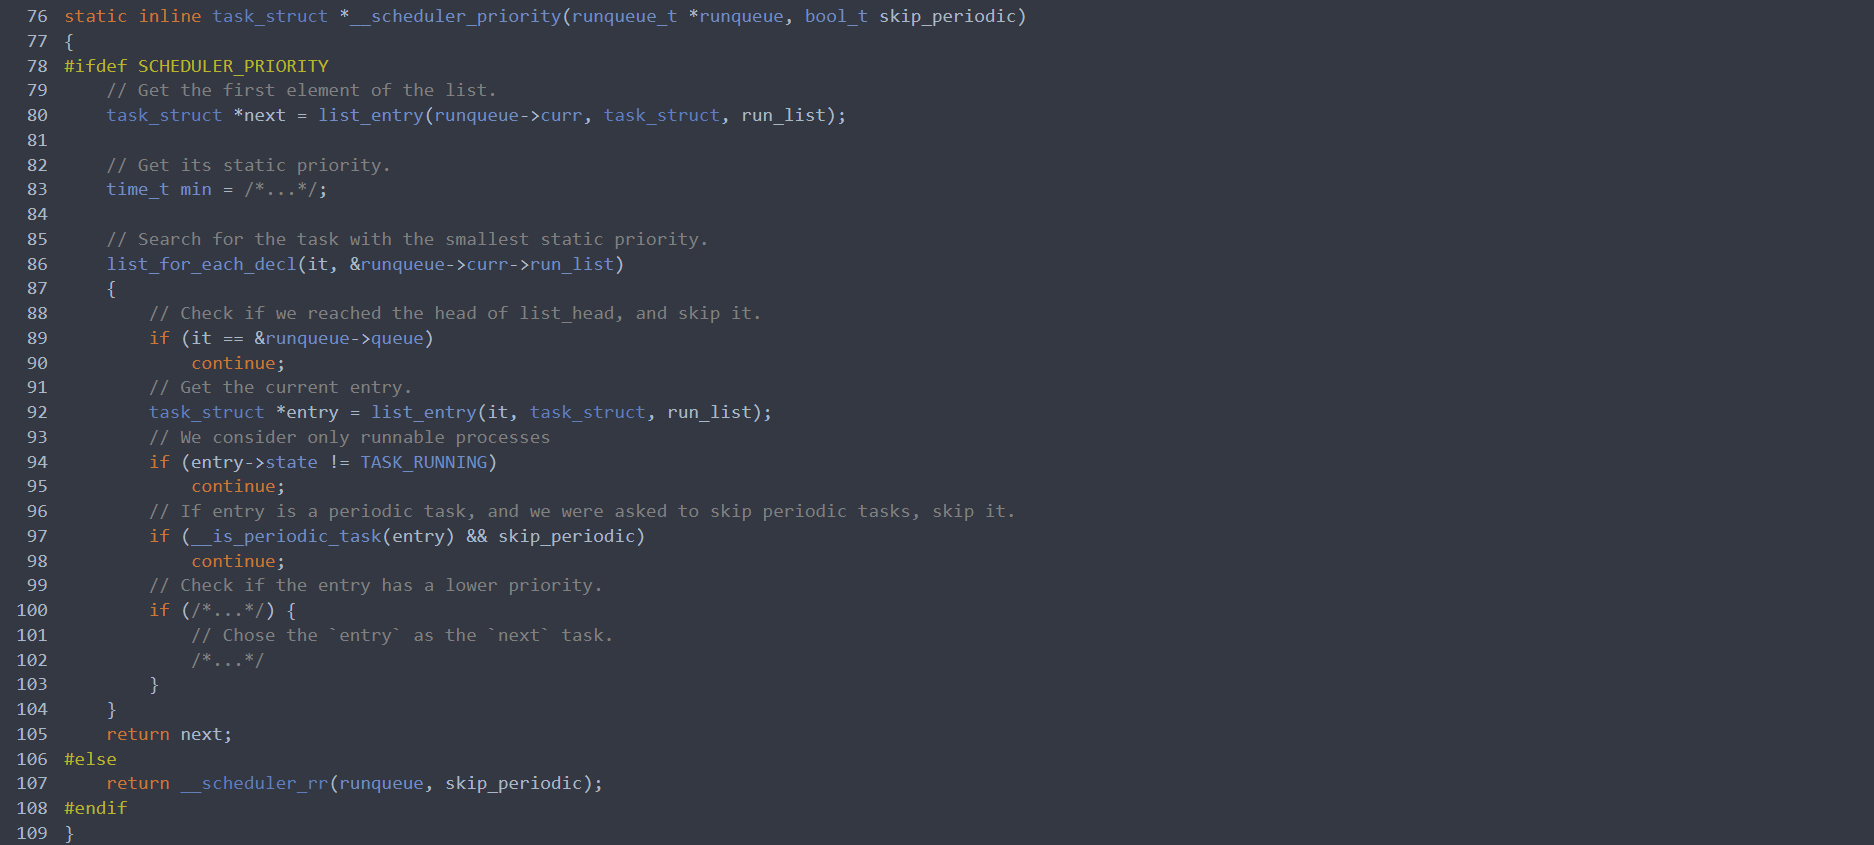 76 static inline task_struct *__scheduler_priority(runqueue_t *runqueue, bool_t skip_periodic)
77 {
78 #ifdef SCHEDULER_PRIORITY
79     // Get the first element of the list.
80     task_struct *next = list_entry(runqueue->curr, task_struct, run_list);
81
82     // Get its static priority.
83     time_t min = /*...*/;
84
85     // Search for the task with the smallest static priority.
86     list_for_each_decl(it, &runqueue->curr->run_list)
87     {
88         // Check if we reached the head of list_head, and skip it.
89         if (it == &runqueue->queue)
90             continue;
91         // Get the current entry.
92         task_struct *entry = list_entry(it, task_struct, run_list);
93         // We consider only runnable processes
94         if (entry->state != TASK_RUNNING)
95             continue;
96         // If entry is a periodic task, and we were asked to skip periodic tasks, skip it.
97         if (__is_periodic_task(entry) && skip_periodic)
98             continue;
99         // Check if the entry has a lower priority.
100         if (/*...*/) {
101             // Chose the `entry` as the `next` task.
102             /*...*/
103         }
104     }
105     return next;
106 #else
107     return __scheduler_rr(runqueue, skip_periodic);
108 #endif
109 }